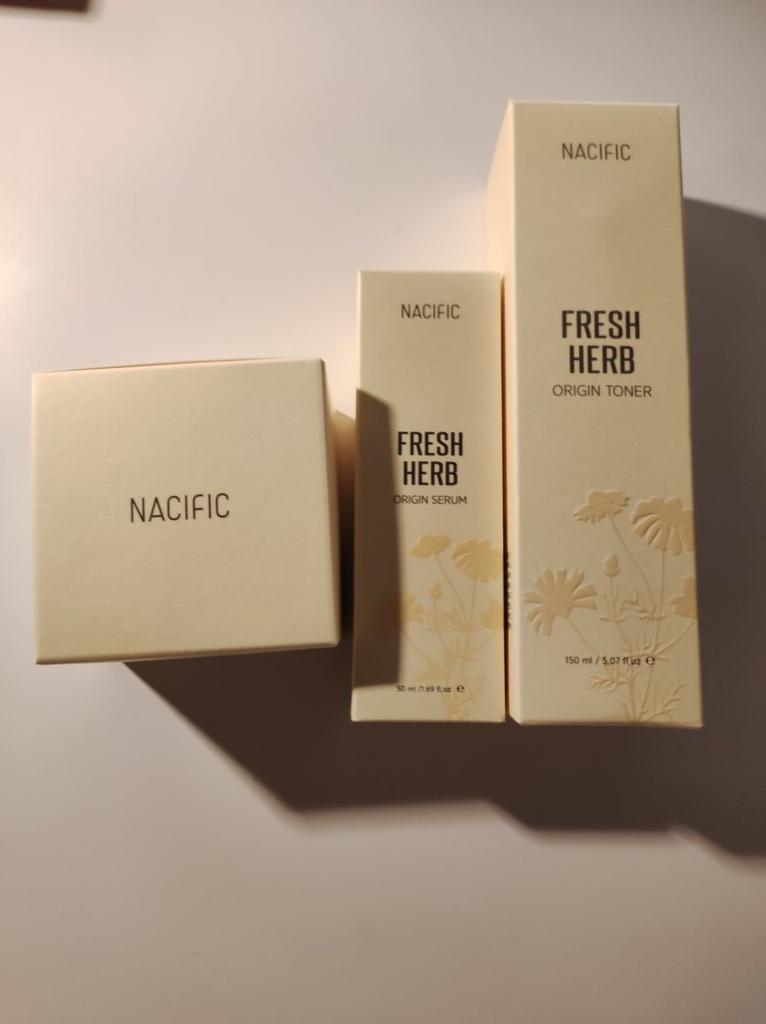 NACIFIC
NACIFIC
FRESH
HERB
ORIGIN SERUM
50 ml / 1.69 fl.oz ℮
NACIFIC
FRESH
HERB
ORIGIN TONER
150 ml / 5.07 fl.oz ℮